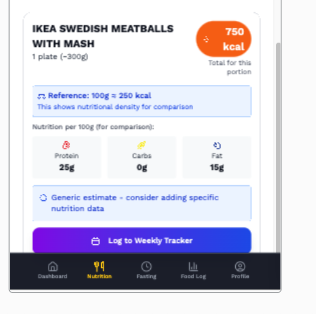 IKEA SWEDISH MEATBALLS
WITH MASH
1 plate (~300g)
750
kcal
Total for this
portion
Reference: 100g ≈ 250 kcal
This shows nutritional density for comparison
Nutrition per 100g (for comparison):
Protein
25g
Carbs
0g
Fat
15g
Generic estimate - consider adding specific
nutrition data
Log to Weekly Tracker
Dashboard
Nutrition
Fasting
Food Log
Profile